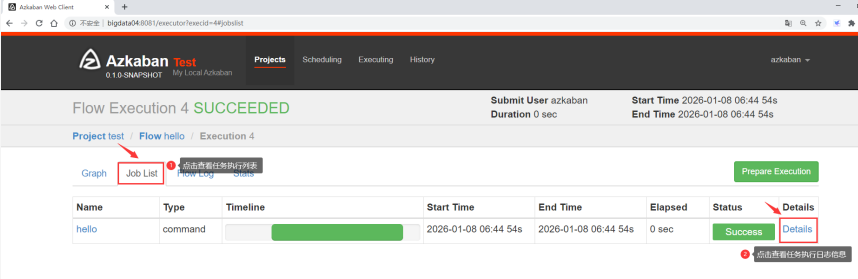 Azkaban Web Client
不安全 bigdata04:8081/executor?execid=4#jobslist
Azkaban Test
0.1.0-SNAPSHOT My Local Azkaban
Projects Scheduling Executing History azkaban
Flow Execution 4 SUCCEEDED
Submit User azkaban
Duration 0 sec
Start Time 2026-01-08 06:44 54s
End Time 2026-01-08 06:44 54s
Project test / Flow hello / Execution 4
1 点击查看任务执行列表
Graph Job List Flow Log Stats Prepare Execution
Name Type Timeline Start Time End Time Elapsed Status Details
hello command 2026-01-08 06:44 54s 2026-01-08 06:44 54s 0 sec Success Details
2 点击查看任务执行日志信息